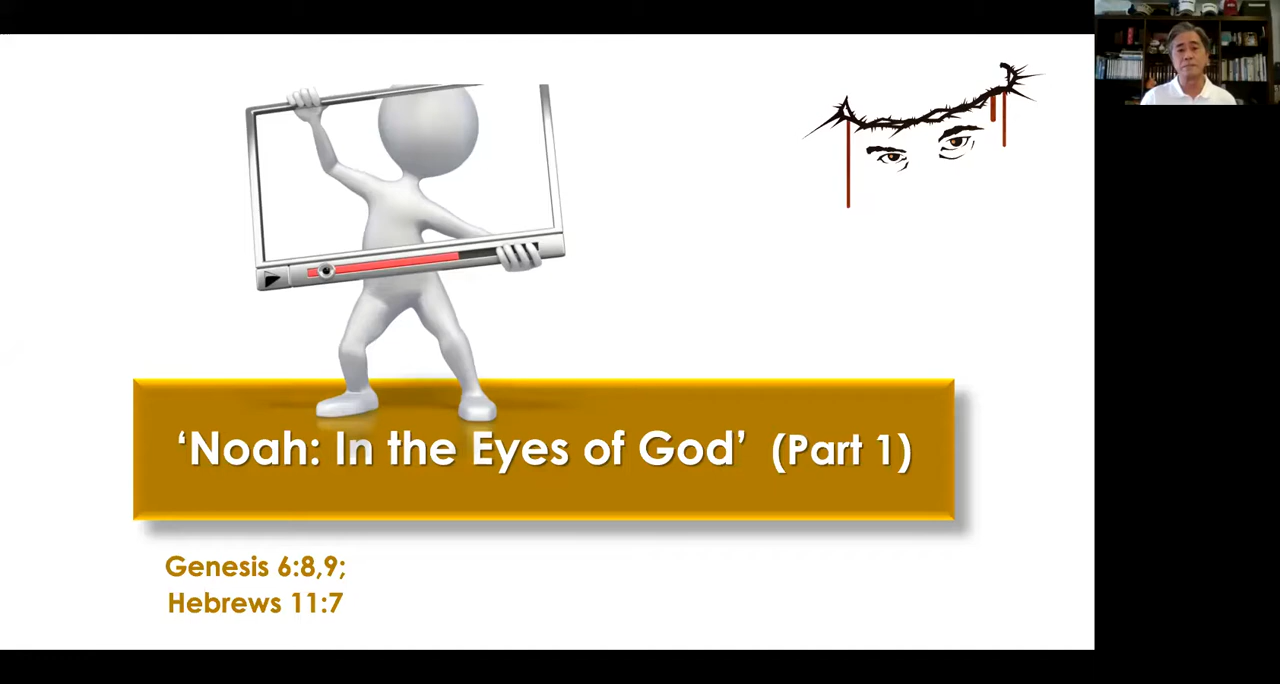 ‘Noah: In the Eyes of God’ (Part 1)
Genesis 6:8,9;
Hebrews 11:7